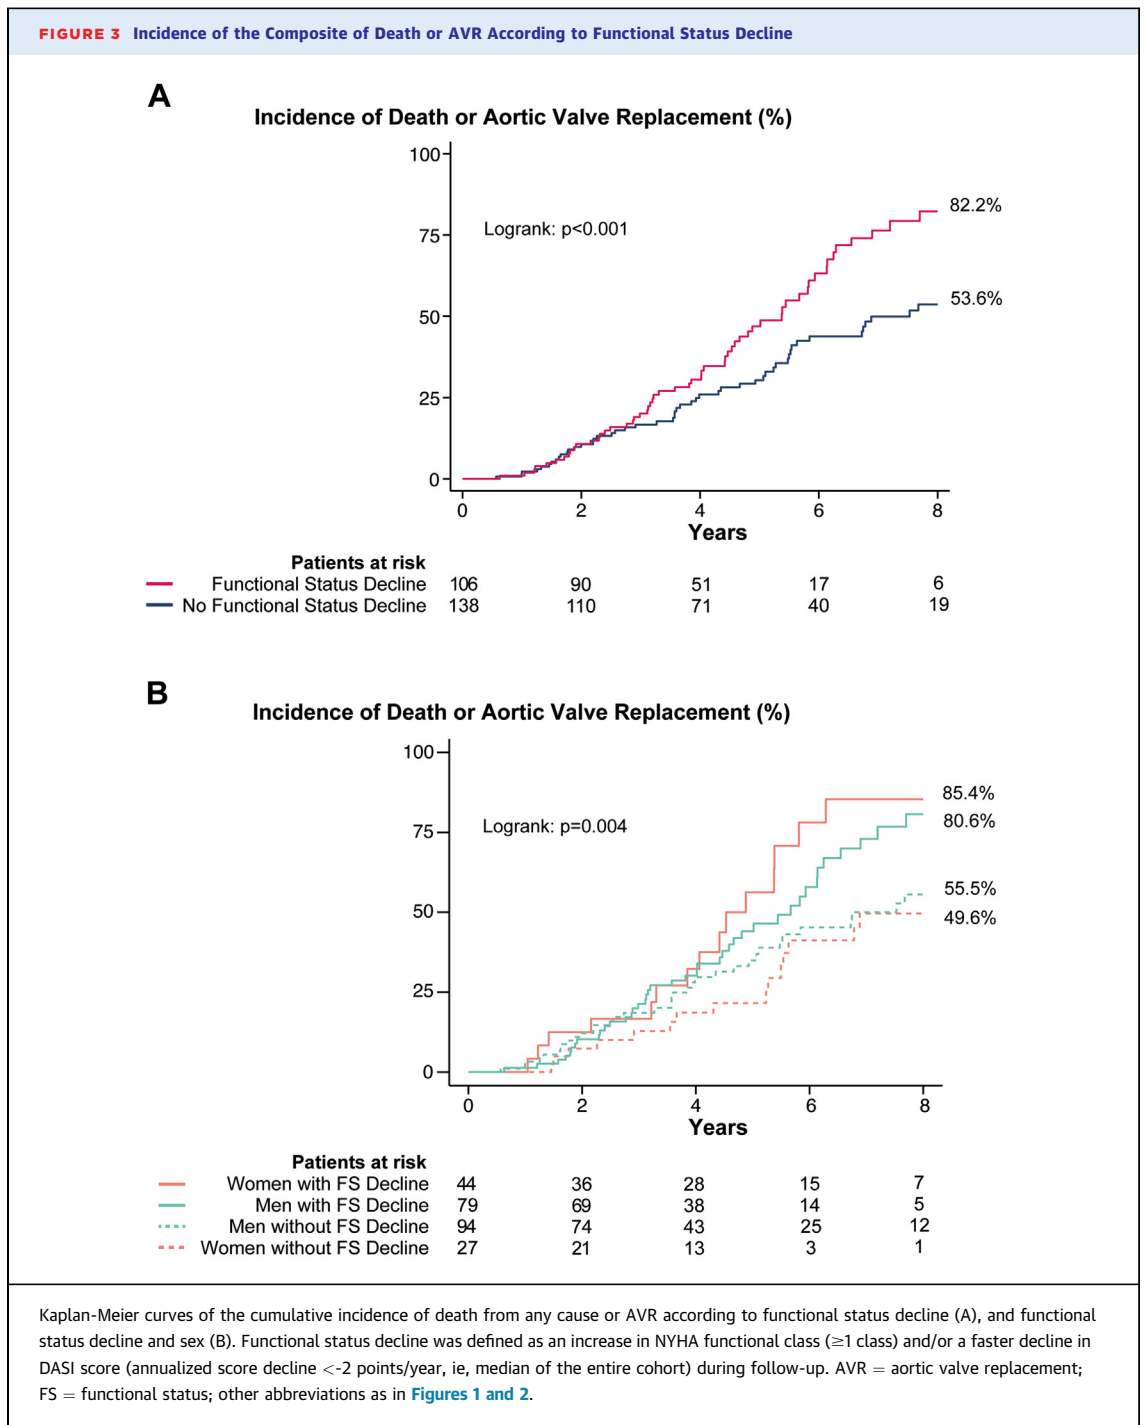 FIGURE 3 Incidence of the Composite of Death or AVR According to Functional Status Decline
A
Incidence of Death or Aortic Valve Replacement (%)
100
75
50
25
0
Logrank: p<0.001
82.2%
53.6%
0 2 4 6 8
Years
Patients at risk
Functional Status Decline 106 90 51 17 6
No Functional Status Decline 138 110 71 40 19
B
Incidence of Death or Aortic Valve Replacement (%)
100
75
50
25
0
Logrank: p=0.004
85.4%
80.6%
55.5%
49.6%
0 2 4 6 8
Years
Patients at risk
Women with FS Decline 44 36 28 15 7
Men with FS Decline 79 69 38 14 5
Men without FS Decline 94 74 43 25 12
Women without FS Decline 27 21 13 3 1
Kaplan-Meier curves of the cumulative incidence of death from any cause or AVR according to functional status decline (A), and functional
status decline and sex (B). Functional status decline was defined as an increase in NYHA functional class (≥1 class) and/or a faster decline in
DASI score (annualized score decline <-2 points/year, ie, median of the entire cohort) during follow-up. AVR = aortic valve replacement;
FS = functional status; other abbreviations as in Figures 1 and 2.